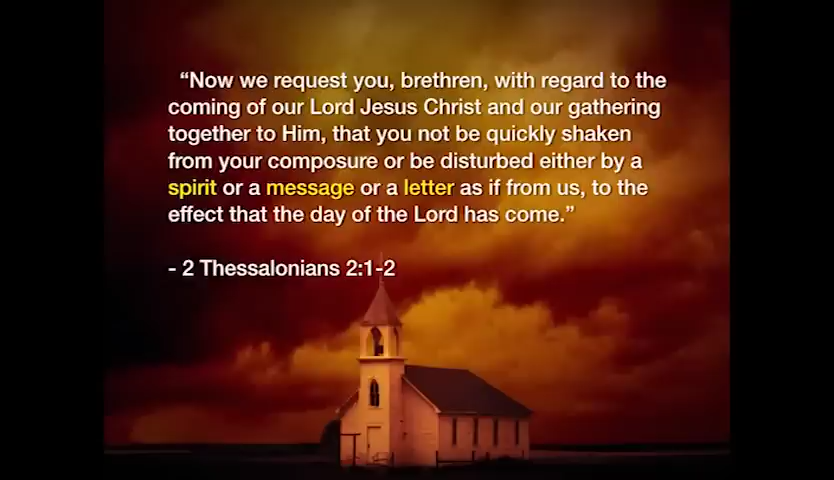 “Now we request you, brethren, with regard to the
coming of our Lord Jesus Christ and our gathering
together to Him, that you not be quickly shaken
from your composure or be disturbed either by a
spirit or a message or a letter as if from us, to the
effect that the day of the Lord has come.”
- 2 Thessalonians 2:1-2